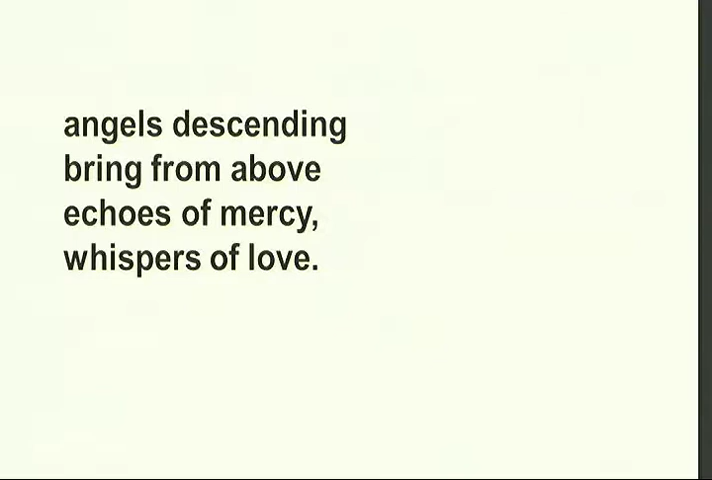 angels descending
bring from above
echoes of mercy,
whispers of love.